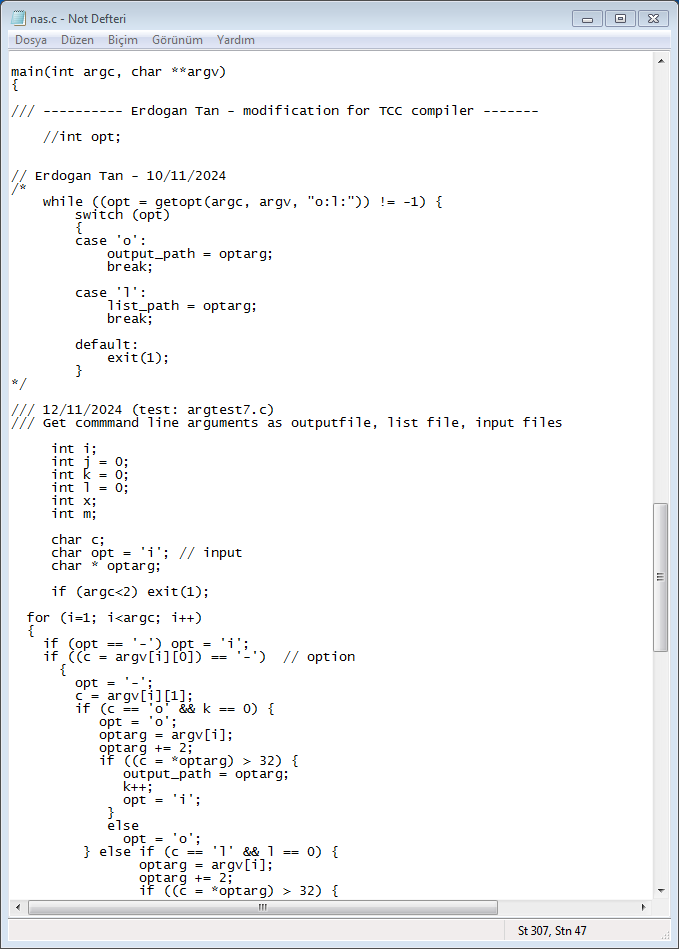 nas.c - Not Defteri
Dosya Düzen Biçim Görünüm Yardım
main(int argc, char **argv)
{
/// ---------- Erdogan Tan - modification for TCC compiler -------
//int opt;
// Erdogan Tan - 10/11/2024
/*
while ((opt = getopt(argc, argv, "o:l:")) != -1) {
switch (opt)
{
case 'o':
output_path = optarg;
break;
case 'l':
list_path = optarg;
break;
default:
exit(1);
}
*/
/// 12/11/2024 (test: argtest7.c)
/// Get commmand line arguments as outputfile, list file, input files
int i;
int j = 0;
int k = 0;
int l = 0;
int x;
int m;
char c;
char opt = 'i'; // input
char * optarg;
if (argc<2) exit(1);
for (i=1; i<argc; i++)
{
if (opt == '-') opt = 'i';
if ((c = argv[i][0]) == '-')  // option
{
opt = '-';
c = argv[i][1];
if (c == 'o' && k == 0) {
opt = 'o';
optarg = argv[i];
optarg += 2;
if ((c = *optarg) > 32) {
output_path = optarg;
k++;
opt = 'i';
}
else
opt = 'o';
} else if (c == 'l' && l == 0) {
optarg = argv[i];
optarg += 2;
if ((c = *optarg) > 32) {
St 307, Stn 47